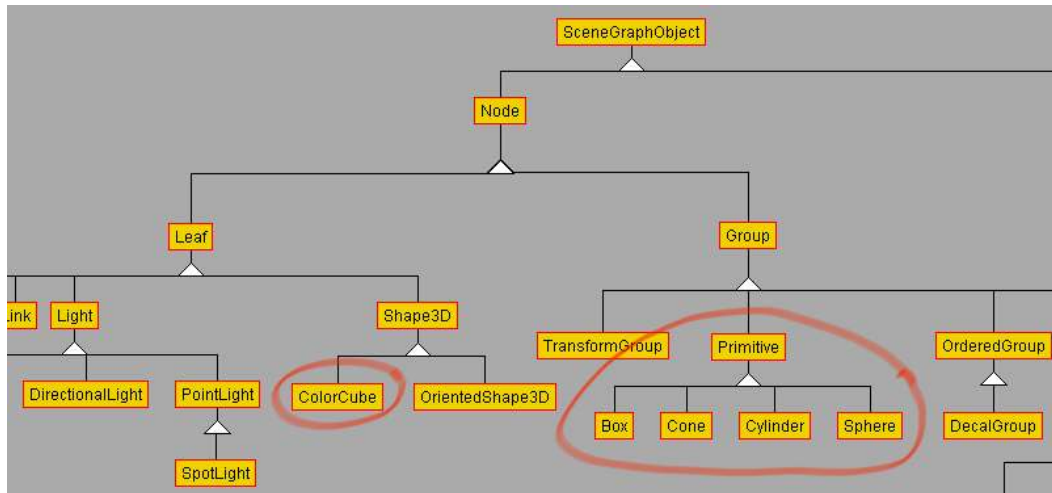 SceneGraphObject
Node
Leaf Group
Link Light Shape3D TransformGroup Primitive OrderedGroup
DirectionalLight PointLight ColorCube OrientedShape3D Box Cone Cylinder Sphere DecalGroup
SpotLight